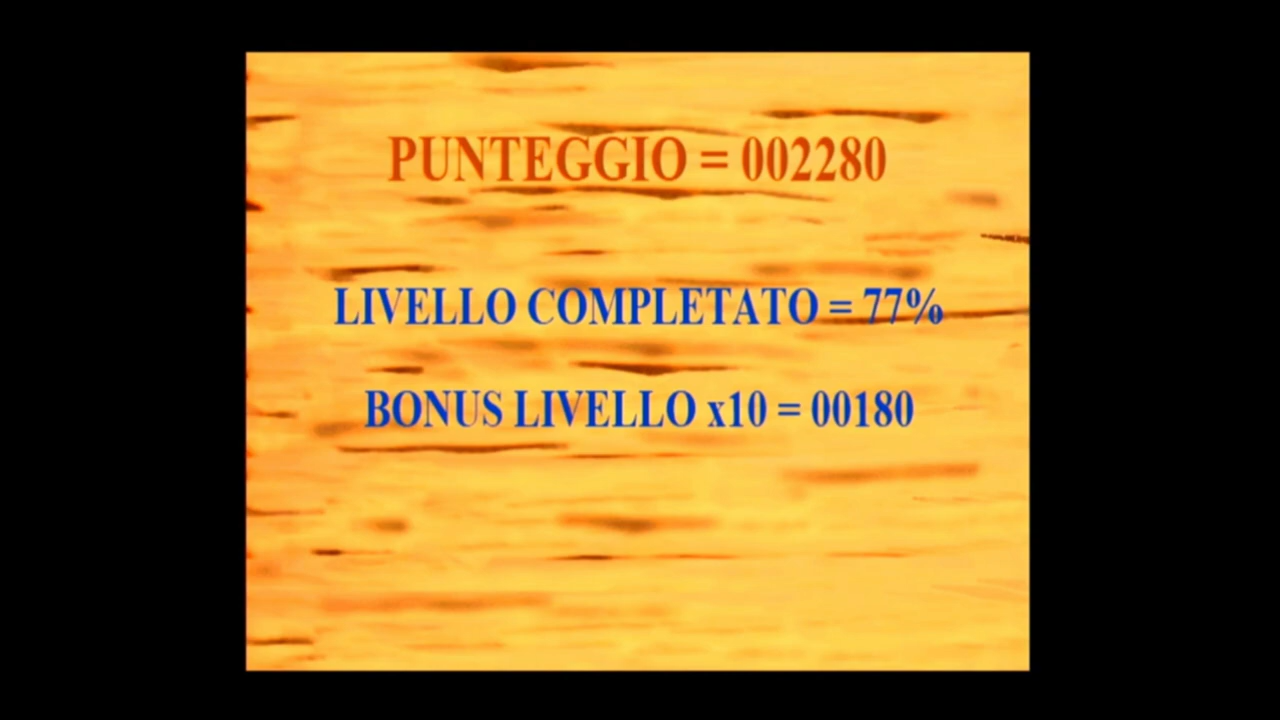 PUNTEGGIO = 002280
LIVELLO COMPLETATO = 77%
BONUS LIVELLO x10 = 00180